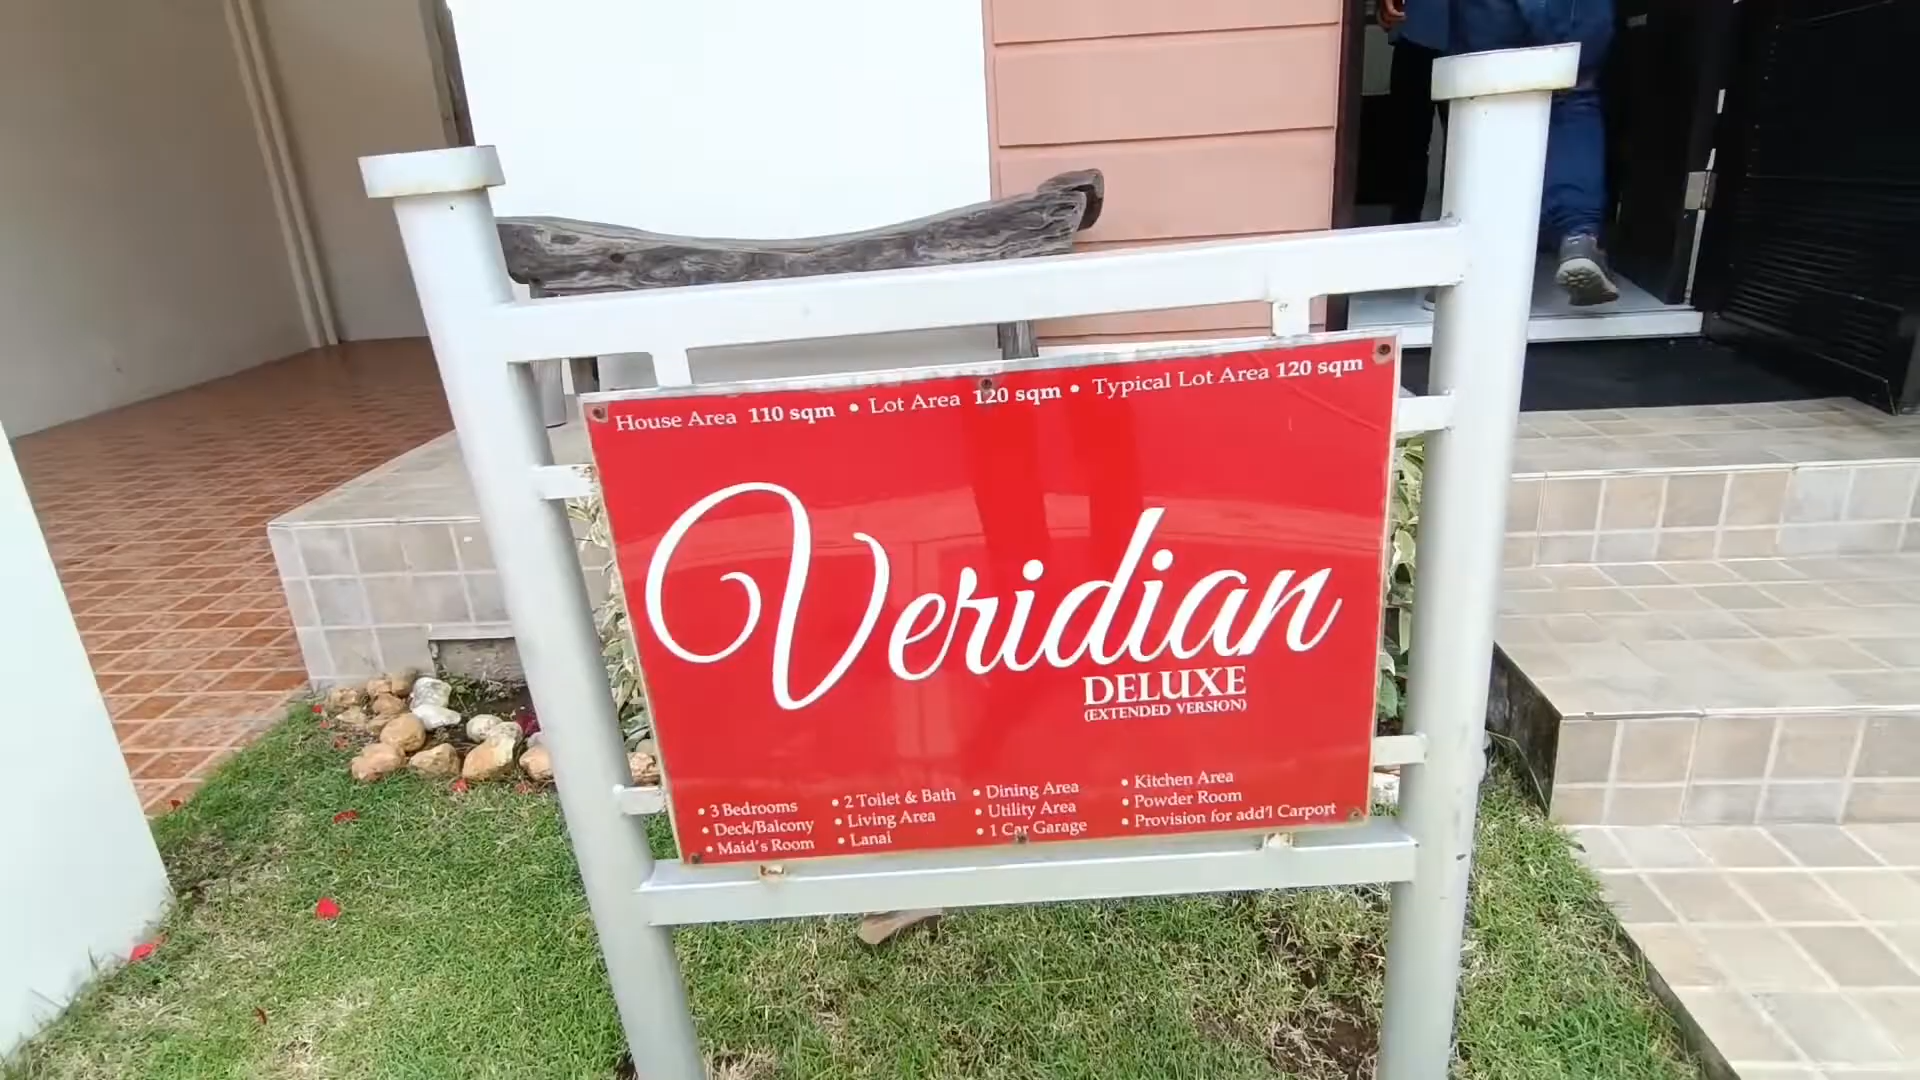 House Area 110 sqm • Lot Area 120 sqm • Typical Lot Area 120 sqm
Veridian
DELUXE
(EXTENDED VERSION)
• 3 Bedrooms
• Deck/Balcony
• Maid's Room
• 2 Toilet & Bath
• Living Area
• Lanai
• Dining Area
• Utility Area
• 1 Car Garage
• Kitchen Area
• Powder Room
• Provision for add'l Carport